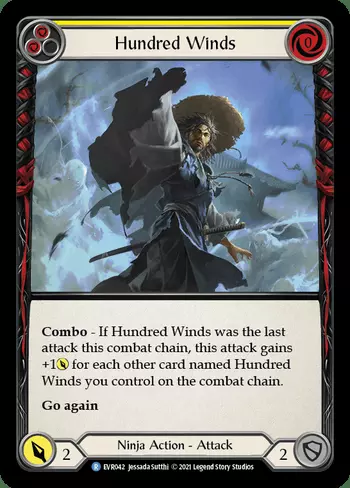 Hundred Winds
0
Combo - If Hundred Winds was the last
attack this combat chain, this attack gains
+1 for each other card named Hundred
Winds you control on the combat chain.
Go again
2
Ninja Action - Attack
2
R EVR042 Jessada Sutthi © 2021 Legend Story Studios